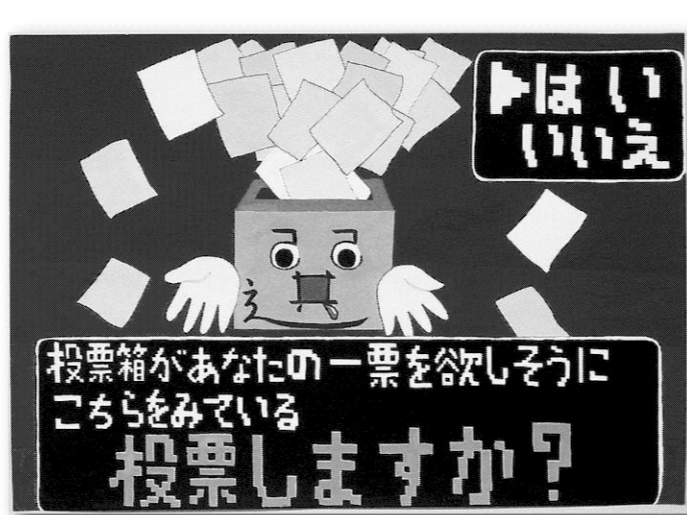 ▶はい
いいえ
投票箱があなたの一票を欲しそうに
こちらをみている
投票しますか?